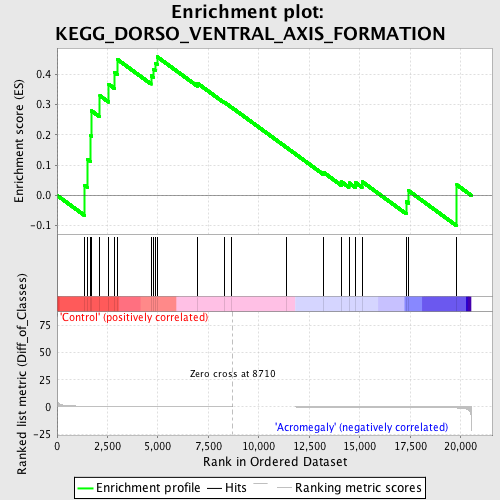 Enrichment plot:
KEGG_DORSO_VENTRAL_AXIS_FORMATION
Enrichment score (ES)
0.4
0.3
0.2
0.1
0.0
-0.1
'Control' (positively correlated)
Ranked list metric (Diff_of_Classes)
75
50
25
0
-25
Zero cross at 8710
'Acromegaly' (negatively correlated)
0 2,500 5,000 7,500 10,000 12,500 15,000 17,500 20,000
Rank in Ordered Dataset
Enrichment profile Hits Ranking metric scores